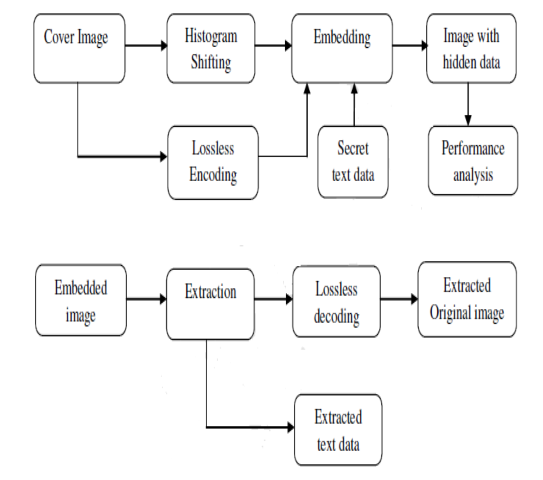 Cover Image
Histogram
Shifting
Embedding
Image with
hidden data
Lossless
Encoding
Secret
text data
Performance
analysis
Embedded
image
Extraction
Lossless
decoding
Extracted
Original image
Extracted
text data